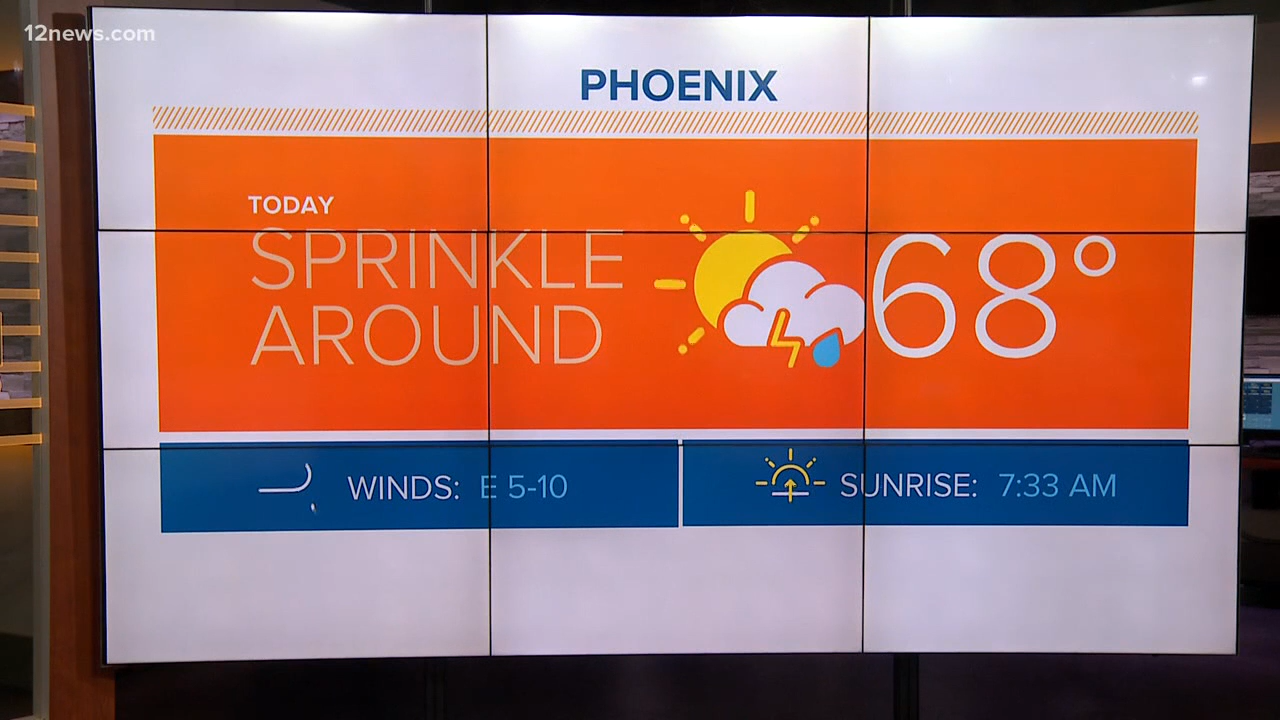 12news.com
PHOENIX
TODAY
SPRINKLE
AROUND
68°
WINDS: E 5-10
SUNRISE: 7:33 AM